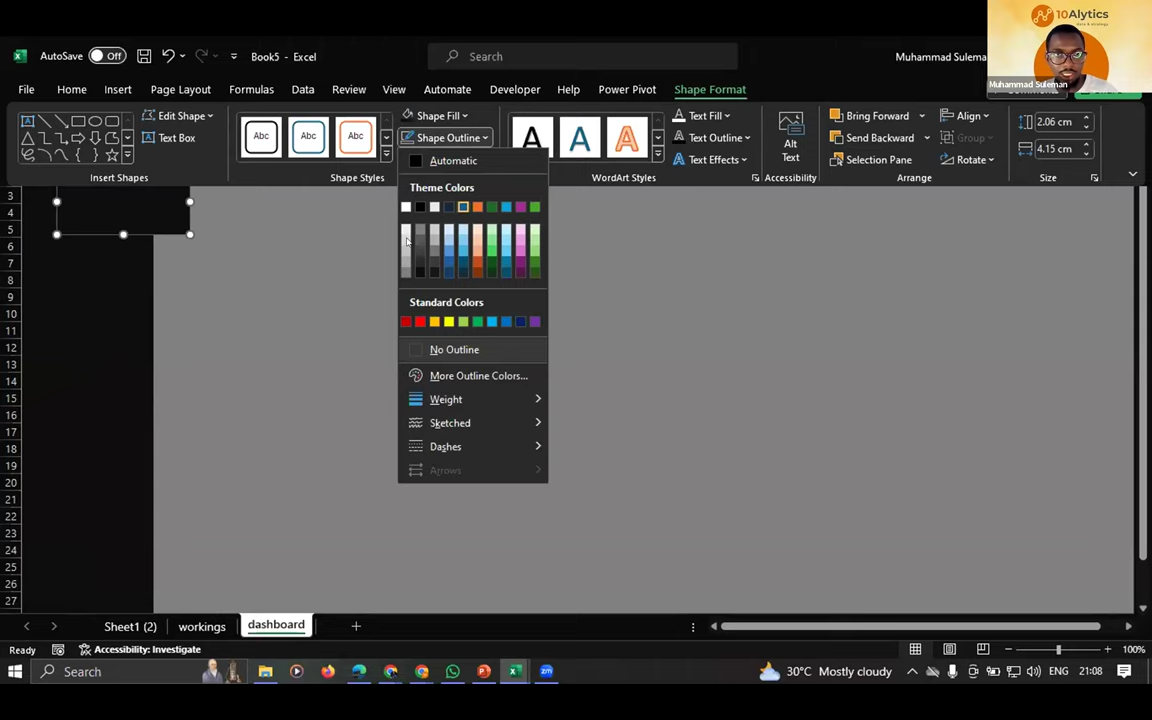 10Alytics
data & strategy
AutoSave Off Book5 - Excel Search Muhammad Sulema
Muhammad Suleman
File Home Insert Page Layout Formulas Data Review View Automate Developer Help Power Pivot Shape Format
Edit Shape
Text Box
Insert Shapes
Abc Abc Abc
Shape Fill
Shape Outline
Shape Styles
A A A
Text Fill
Text Outline
Text Effects
WordArt Styles
Alt
Text
Accessibility
Bring Forward
Send Backward
Selection Pane
Align
Rotate
Arrange
2.06 cm
4.15 cm
Size
Automatic
Theme Colors
Standard Colors
No Outline
More Outline Colors...
Weight
Sketched
Dashes
Arrows
3
4
5
6
7
8
9
10
11
12
13
14
15
16
17
18
19
20
21
22
23
24
25
26
27
Sheet1 (2) workings dashboard
Ready Accessibility: Investigate 100%
Search 30°C Mostly cloudy ENG 21:08